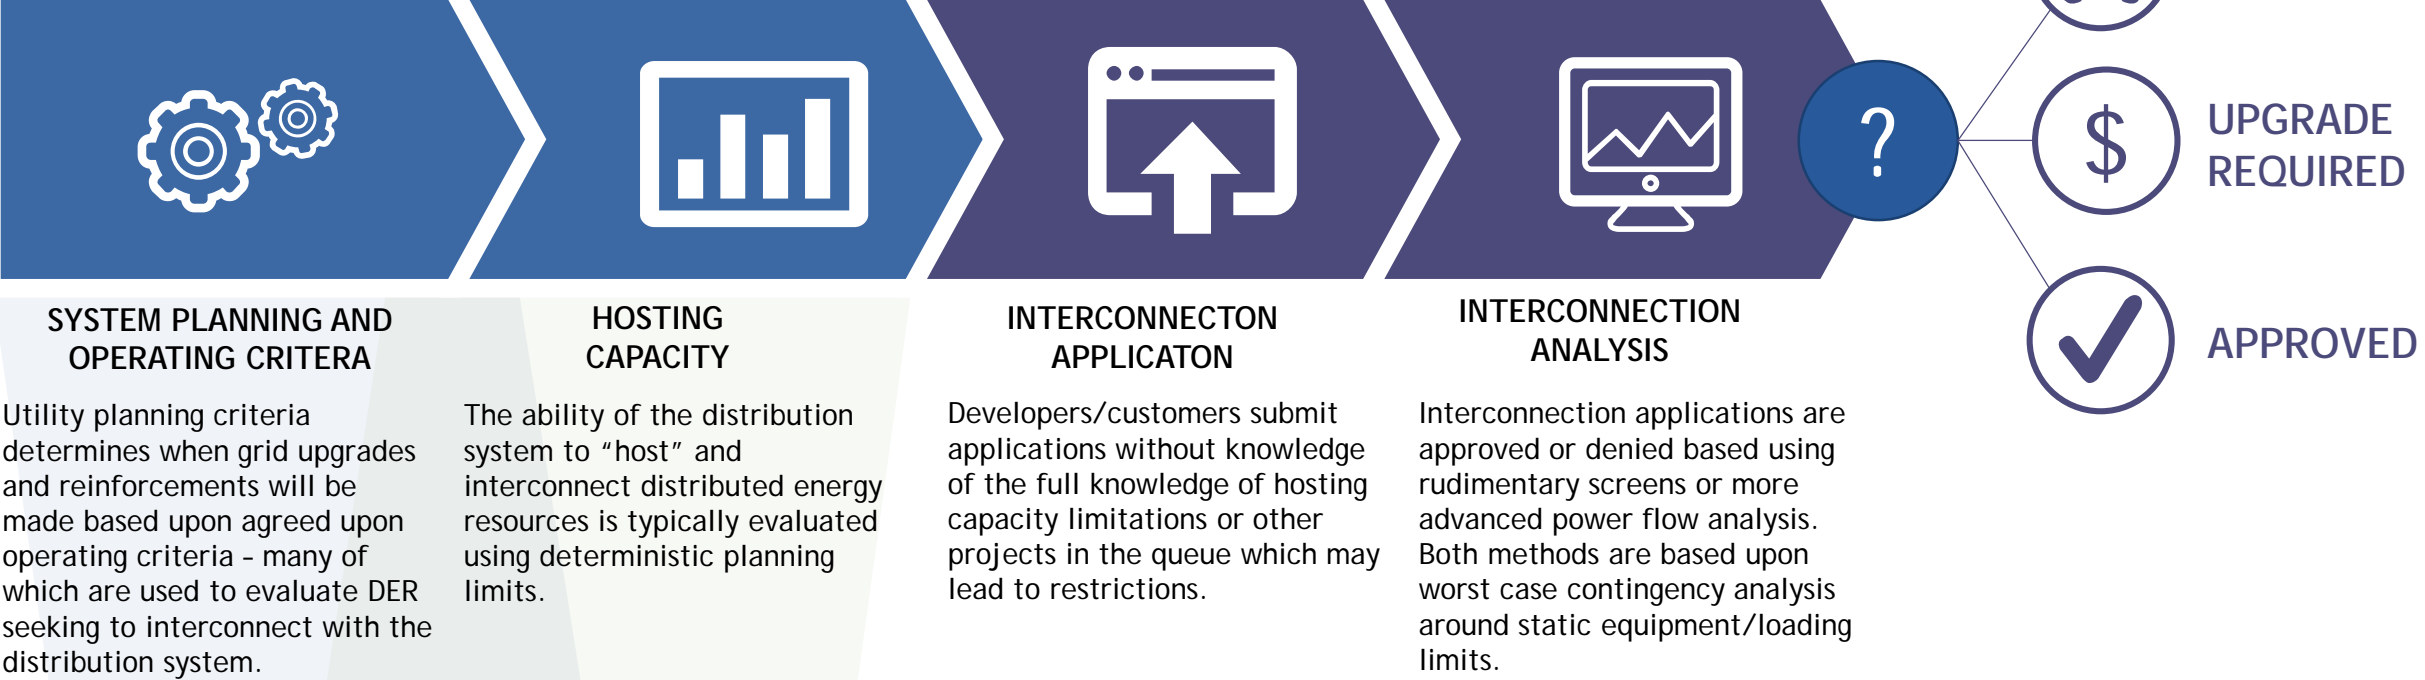 ?
$
UPGRADE
REQUIRED
APPROVED
SYSTEM PLANNING AND
OPERATING CRITERA
Utility planning criteria
determines when grid upgrades
and reinforcements will be
made based upon agreed upon
operating criteria – many of
which are used to evaluate DER
seeking to interconnect with the
distribution system.
HOSTING
CAPACITY
The ability of the distribution
system to “host” and
interconnect distributed energy
resources is typically evaluated
using deterministic planning
limits.
INTERCONNECTON
APPLICATON
Developers/customers submit
applications without knowledge
of the full knowledge of hosting
capacity limitations or other
projects in the queue which may
lead to restrictions.
INTERCONNECTION
ANALYSIS
Interconnection applications are
approved or denied based using
rudimentary screens or more
advanced power flow analysis.
Both methods are based upon
worst case contingency analysis
around static equipment/loading
limits.